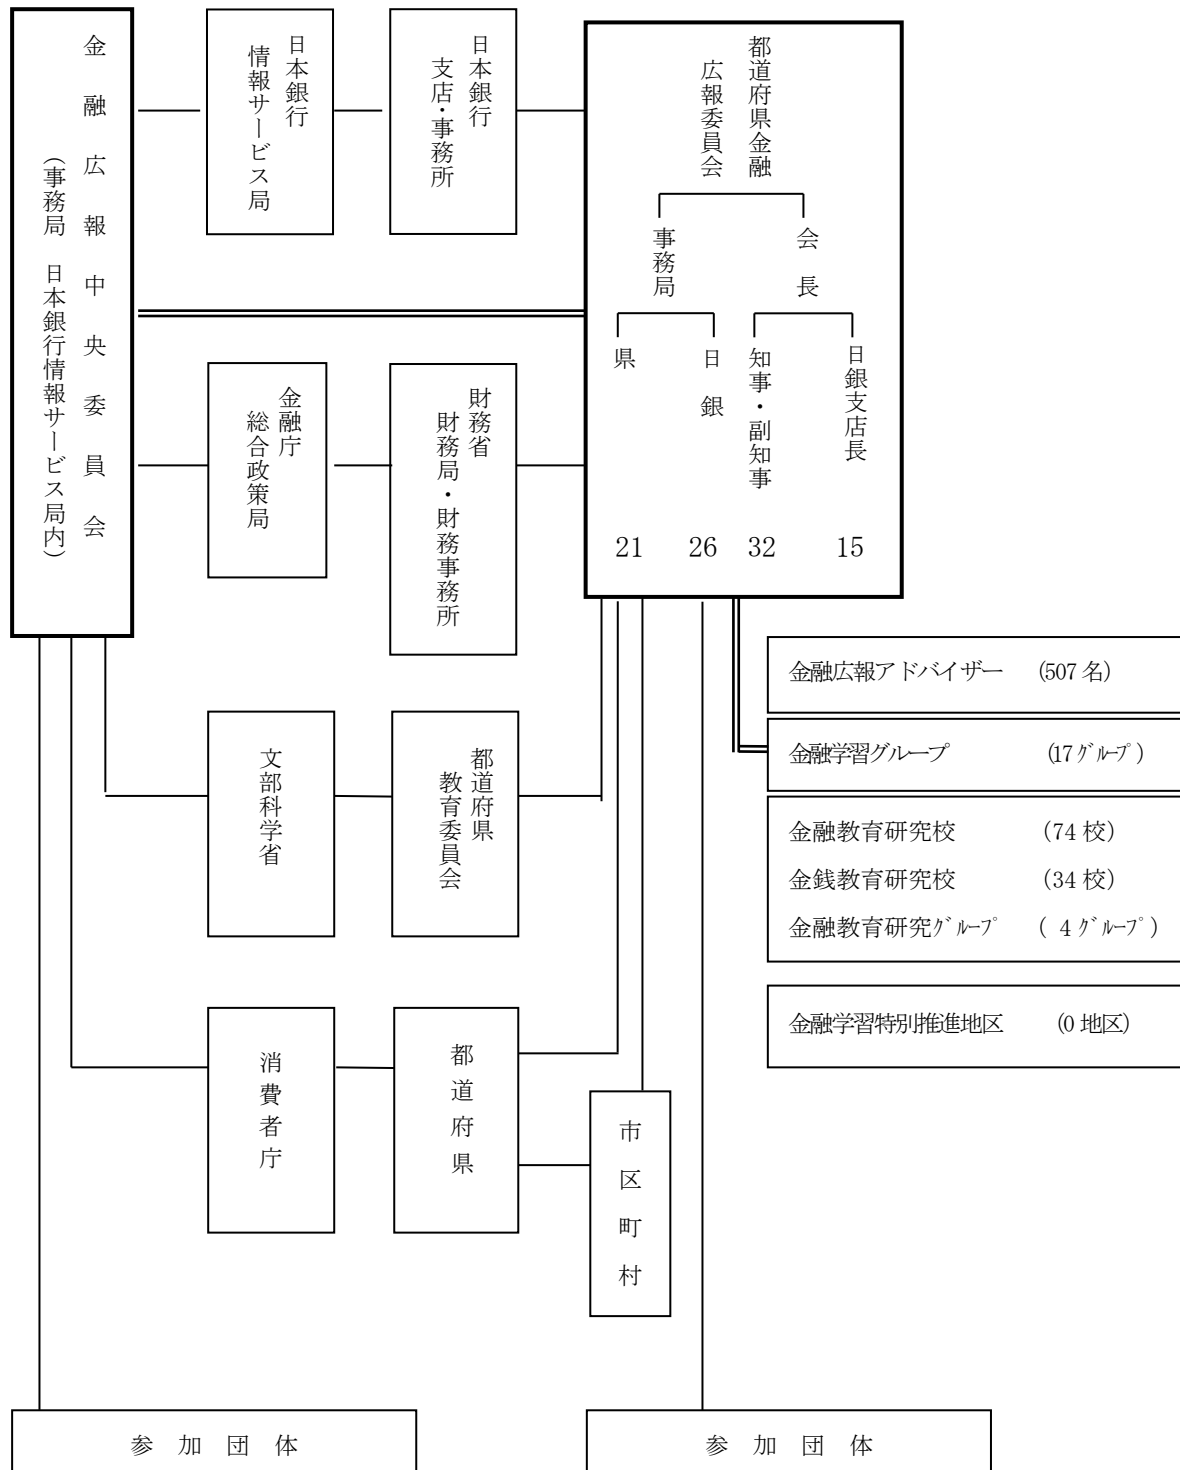 金融広報中央委員会
（事務局　日本銀行情報サービス局内）
日本銀行
情報サービス局
日本銀行
支店・事務所
都道府県金融
広報委員会
会長
事務局
日銀支店長
知事・副知事
日銀
県
21
26
32
15
金融庁
総合政策局
財務省
財務局・財務事務所
文部科学省
都道府県
教育委員会
消費者庁
都道府県
市区町村
金融広報アドバイザー　（507名）
金融学習グループ　（17ｸﾞﾙｰﾌﾟ）
金融教育研究校　（74校）
金銭教育研究校　（34校）
金融教育研究ｸﾞﾙｰﾌﾟ　（ 4ｸﾞﾙｰﾌﾟ）
金融学習特別推進地区　（0地区）
参加団体
参加団体